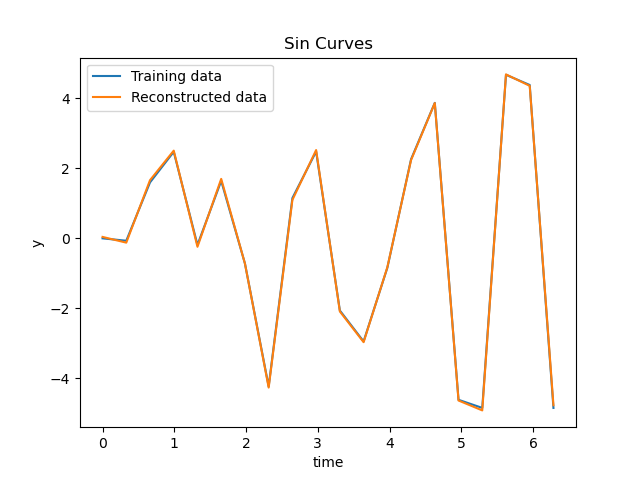 Sin Curves
Training data
Reconstructed data
4
2
0
−2
−4
y
0 1 2 3 4 5 6
time